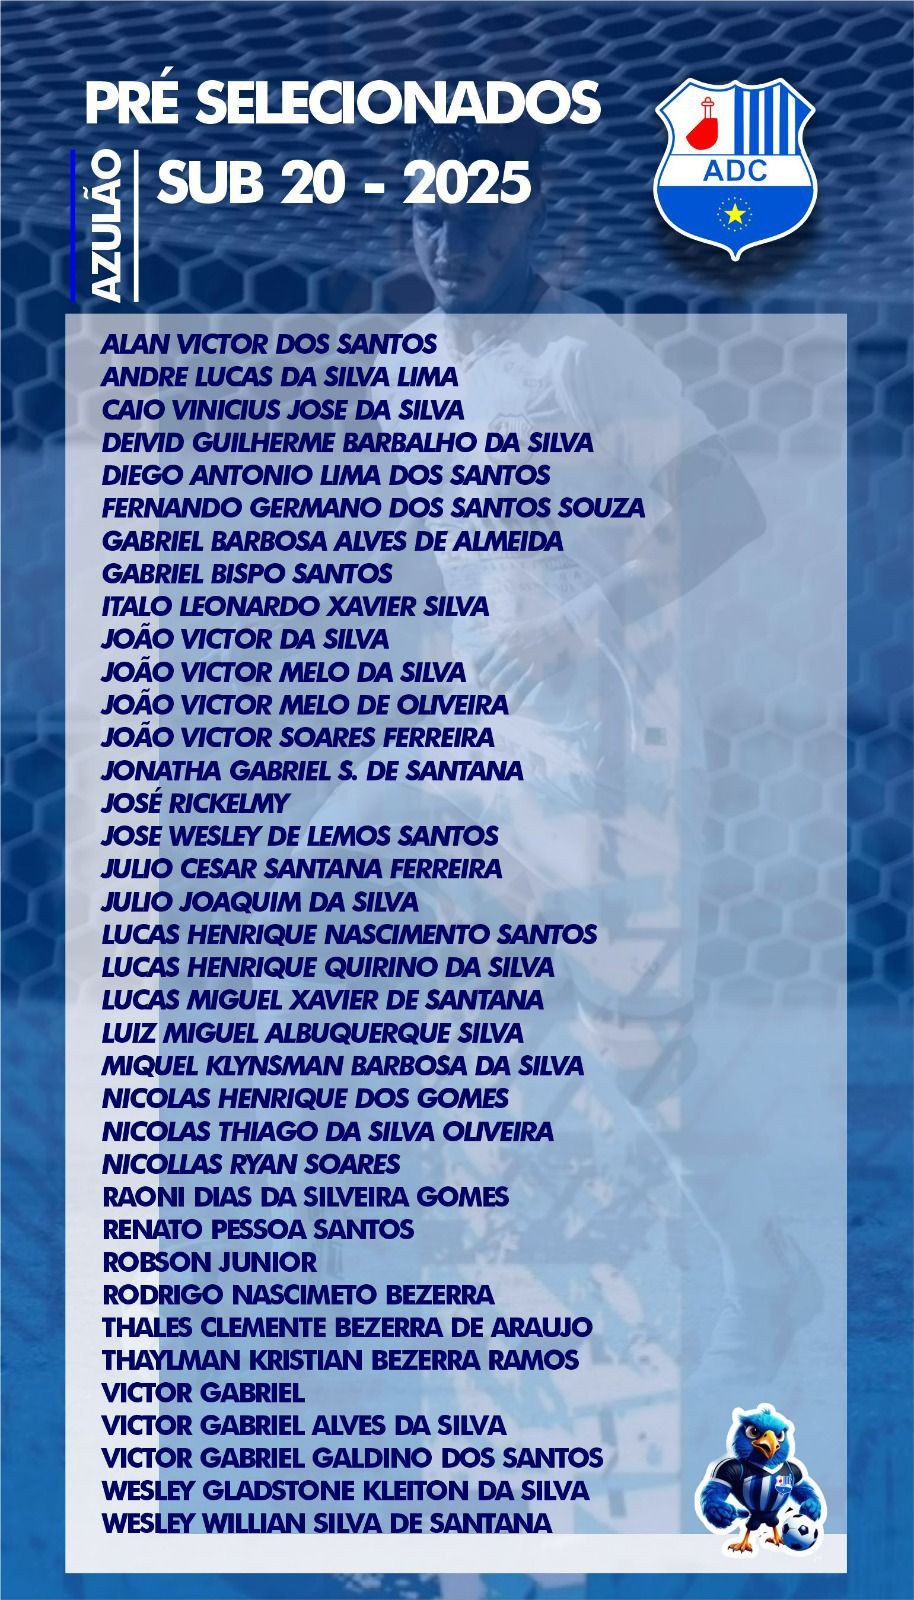 PRÉ SELECIONADOS
AZULÃO
SUB 20 - 2025
ADC
ALAN VICTOR DOS SANTOS
ANDRE LUCAS DA SILVA LIMA
CAIO VINICIUS JOSE DA SILVA
DEIVID GUILHERME BARBALHO DA SILVA
DIEGO ANTONIO LIMA DOS SANTOS
FERNANDO GERMANO DOS SANTOS SOUZA
GABRIEL BARBOSA ALVES DE ALMEIDA
GABRIEL BISPO SANTOS
ITALO LEONARDO XAVIER SILVA
JOÃO VICTOR DA SILVA
JOÃO VICTOR MELO DA SILVA
JOÃO VICTOR MELO DE OLIVEIRA
JOÃO VICTOR SOARES FERREIRA
JONATHA GABRIEL S. DE SANTANA
JOSÉ RICKELMY
JOSE WESLEY DE LEMOS SANTOS
JULIO CESAR SANTANA FERREIRA
JULIO JOAQUIM DA SILVA
LUCAS HENRIQUE NASCIMENTO SANTOS
LUCAS HENRIQUE QUIRINO DA SILVA
LUCAS MIGUEL XAVIER DE SANTANA
LUIZ MIGUEL ALBUQUERQUE SILVA
MIQUEL KLYNSMAN BARBOSA DA SILVA
NICOLAS HENRIQUE DOS GOMES
NICOLAS THIAGO DA SILVA OLIVEIRA
NICOLLAS RYAN SOARES
RAONI DIAS DA SILVEIRA GOMES
RENATO PESSOA SANTOS
ROBSON JUNIOR
RODRIGO NASCIMETO BEZERRA
THALES CLEMENTE BEZERRA DE ARAUJO
THAYLMAN KRISTIAN BEZERRA RAMOS
VICTOR GABRIEL
VICTOR GABRIEL ALVES DA SILVA
VICTOR GABRIEL GALDINO DOS SANTOS
WESLEY GLADSTONE KLEITON DA SILVA
WESLEY WILLIAN SILVA DE SANTANA